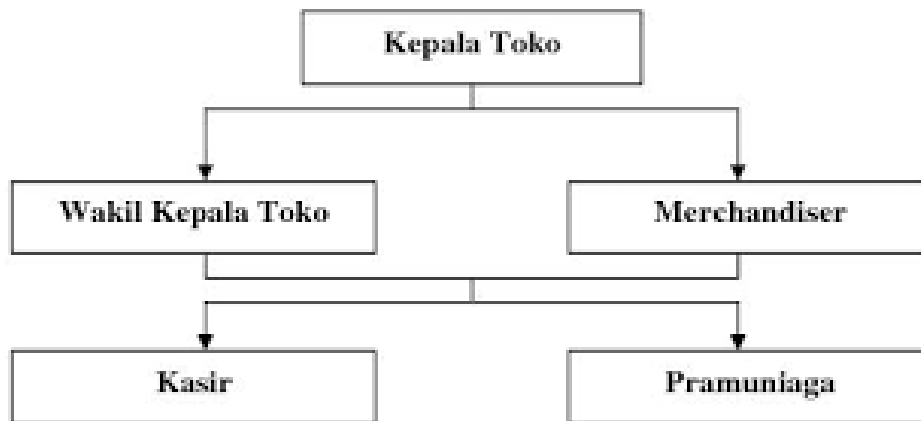 Kepala Toko
Wakil Kepala Toko
Merchandiser
Kasir
Pramuniaga